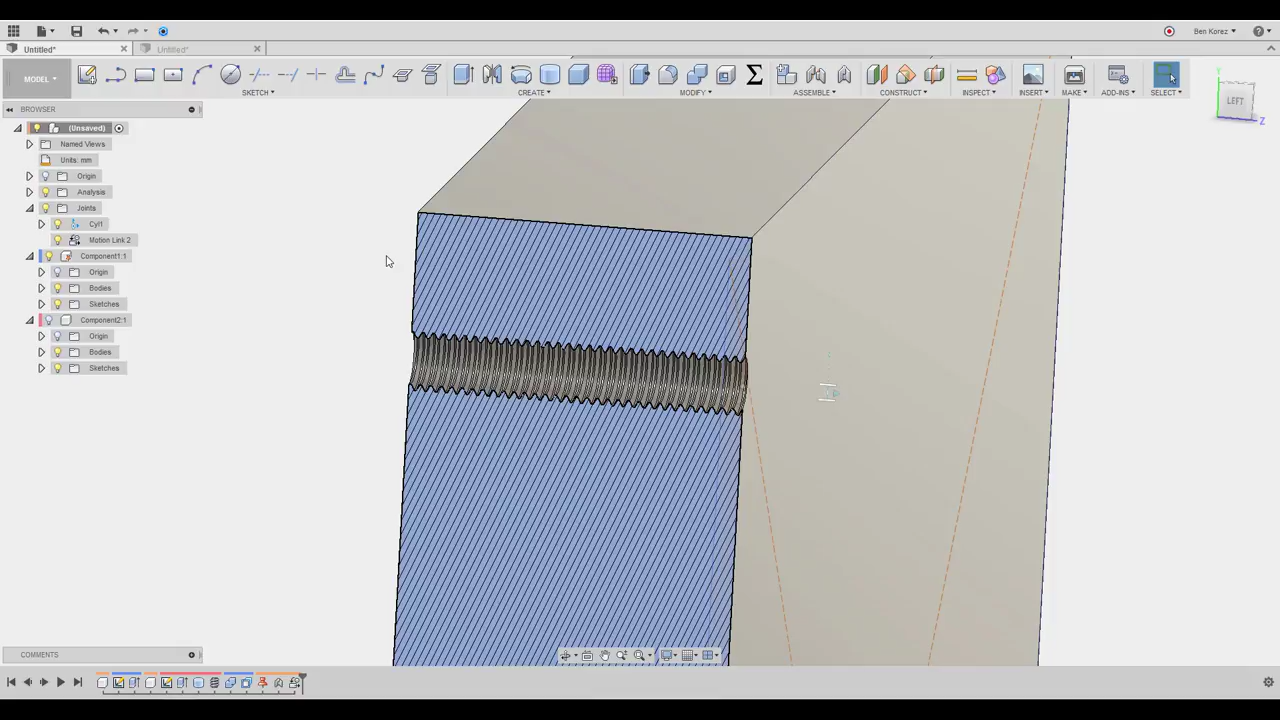 Ben Korez
Untitled*
Untitled*
MODEL
SKETCH
CREATE
MODIFY
ASSEMBLE
CONSTRUCT
INSPECT
INSERT
MAKE
ADD-INS
SELECT
BROWSER
(Unsaved)
Named Views
Units: mm
Origin
Analysis
Joints
Cyl1
Motion Link 2
Component1:1
Origin
Bodies
Sketches
Component2:1
Origin
Bodies
Sketches
Y
LEFT
Z
COMMENTS